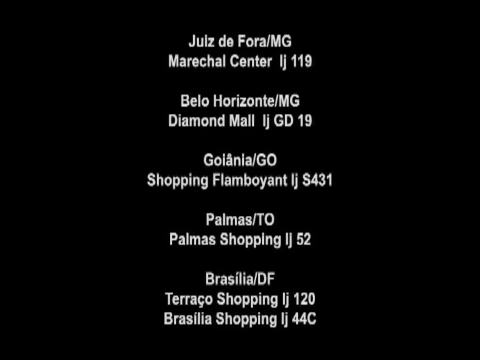 Juiz de Fora/MG
Marechal Center lj 119
Belo Horizonte/MG
Diamond Mall lj GD 19
Goiânia/GO
Shopping Flamboyant lj S431
Palmas/TO
Palmas Shopping lj 52
Brasília/DF
Terraço Shopping lj 120
Brasília Shopping lj 44C